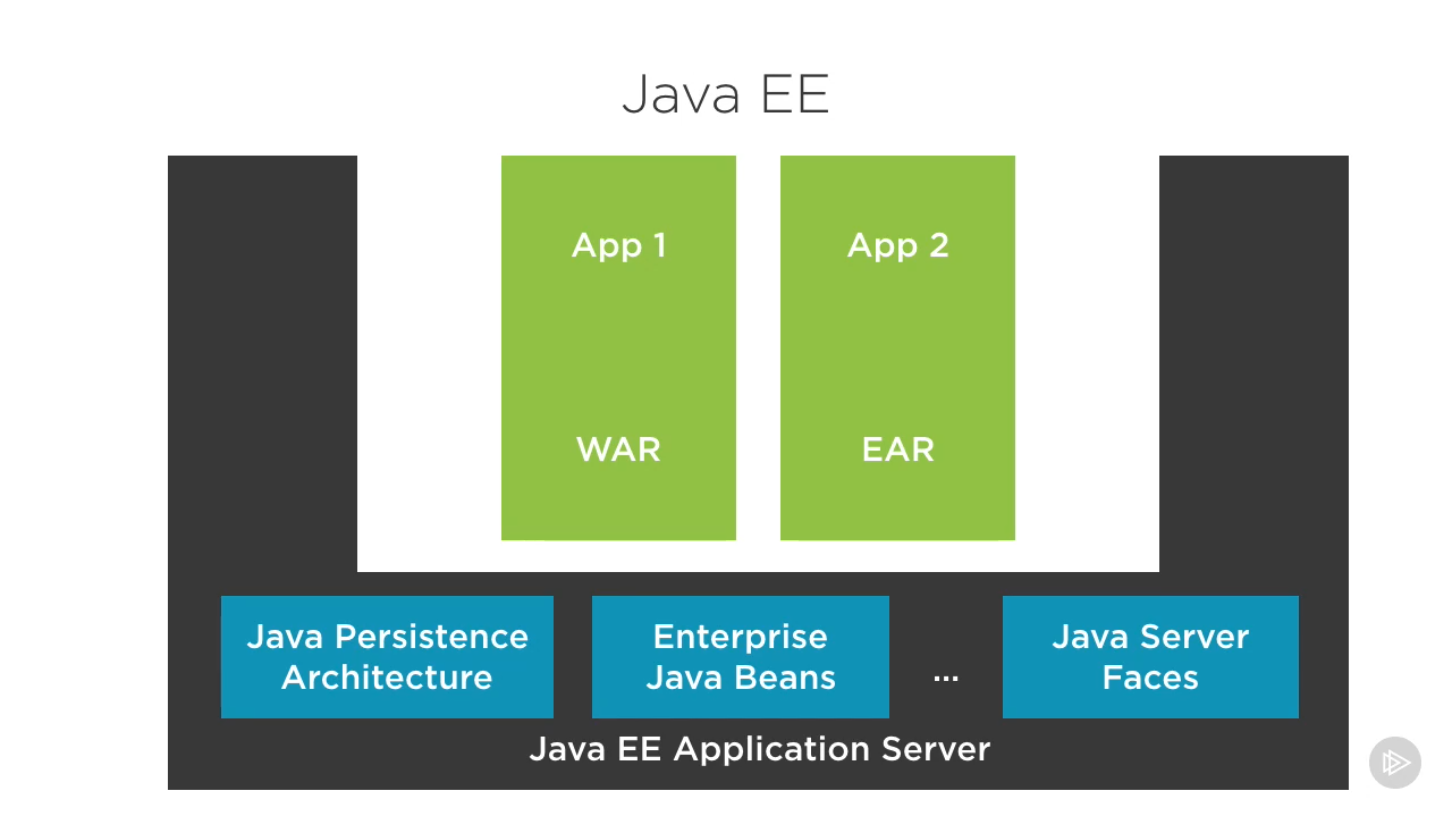 Java EE
App 1
App 2
WAR
EAR
Java Persistence
Architecture
Enterprise
Java Beans
...
Java Server
Faces
Java EE Application Server